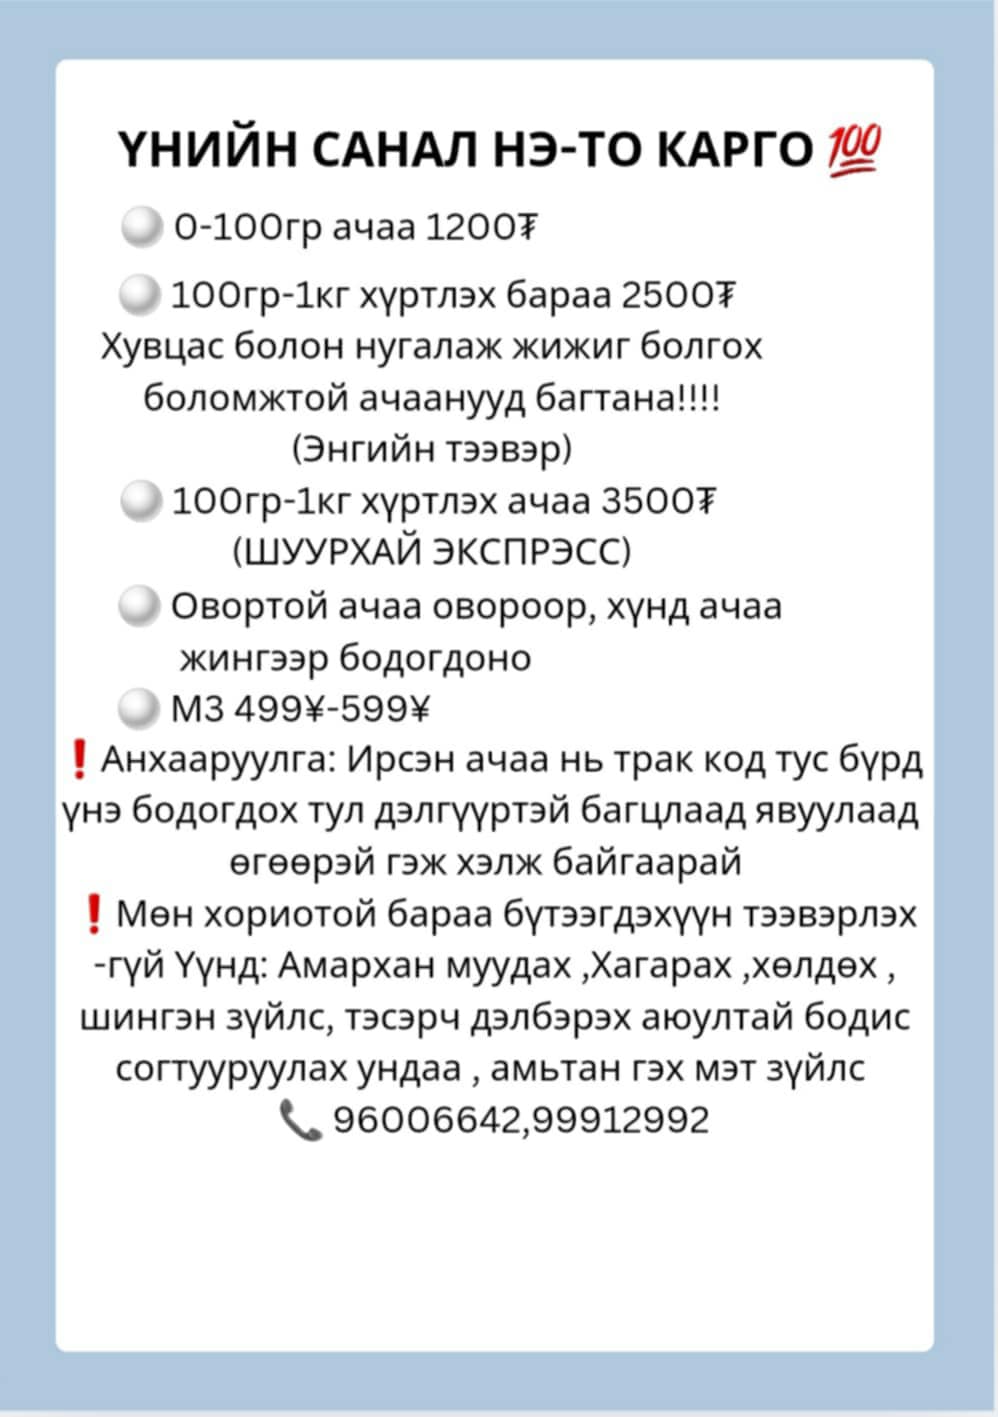 ҮНИЙН САНАЛ НЭ-ТО КАРГО 💯
0-100гр ачаа 1200₮
100гр-1кг хүртлэх бараа 2500₮
Хувцас болон нугалаж жижиг болгох
боломжтой ачаанууд багтана!!!!
(Энгийн тээвэр)
100гр-1кг хүртлэх ачаа 3500₮
(ШУУРХАЙ ЭКСПРЭСС)
Овортой ачаа овороор, хүнд ачаа
жингээр бодогдоно
М3 499¥-599¥
❗Анхааруулга: Ирсэн ачаа нь трак код тус бүрд
үнэ бодогдох тул дэлгүүртэй багцлаад явуулаад
өгөөрэй гэж хэлж байгаарай
❗Мөн хориотой бараа бүтээгдэхүүн тээвэрлэх
-гүй Үүнд: Амархан муудах ,Хагарах ,хөлдөх ,
шингэн зүйлс, тэсэрч дэлбэрэх аюултай бодис
согтууруулах ундаа , амьтан гэх мэт зүйлс
📞 96006642,99912992